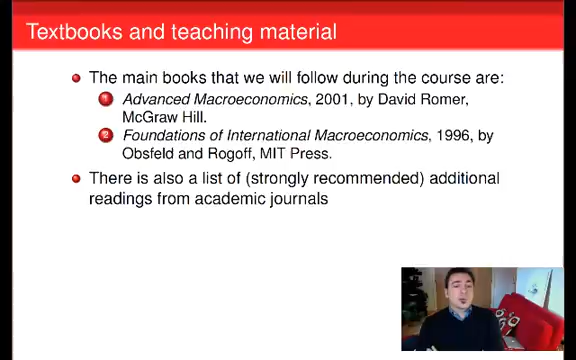 Textbooks and teaching material
The main books that we will follow during the course are:
1 Advanced Macroeconomics, 2001, by David Romer,
McGraw Hill.
2 Foundations of International Macroeconomics, 1996, by
Obsfeld and Rogoff, MIT Press.
There is also a list of (strongly recommended) additional
readings from academic journals